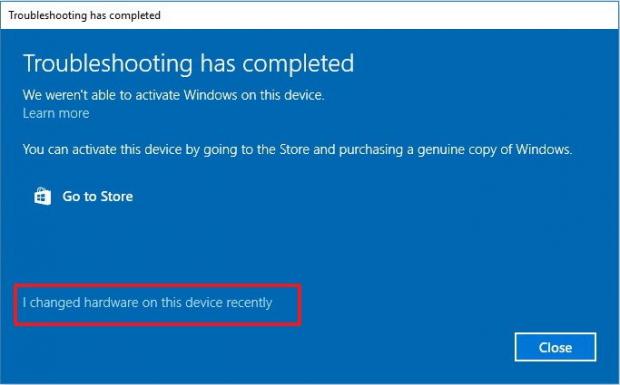 Troubleshooting has completed
Troubleshooting has completed
We weren't able to activate Windows on this device.
Learn more
You can activate this device by going to the Store and purchasing a genuine copy of Windows.
Go to Store
I changed hardware on this device recently
Close